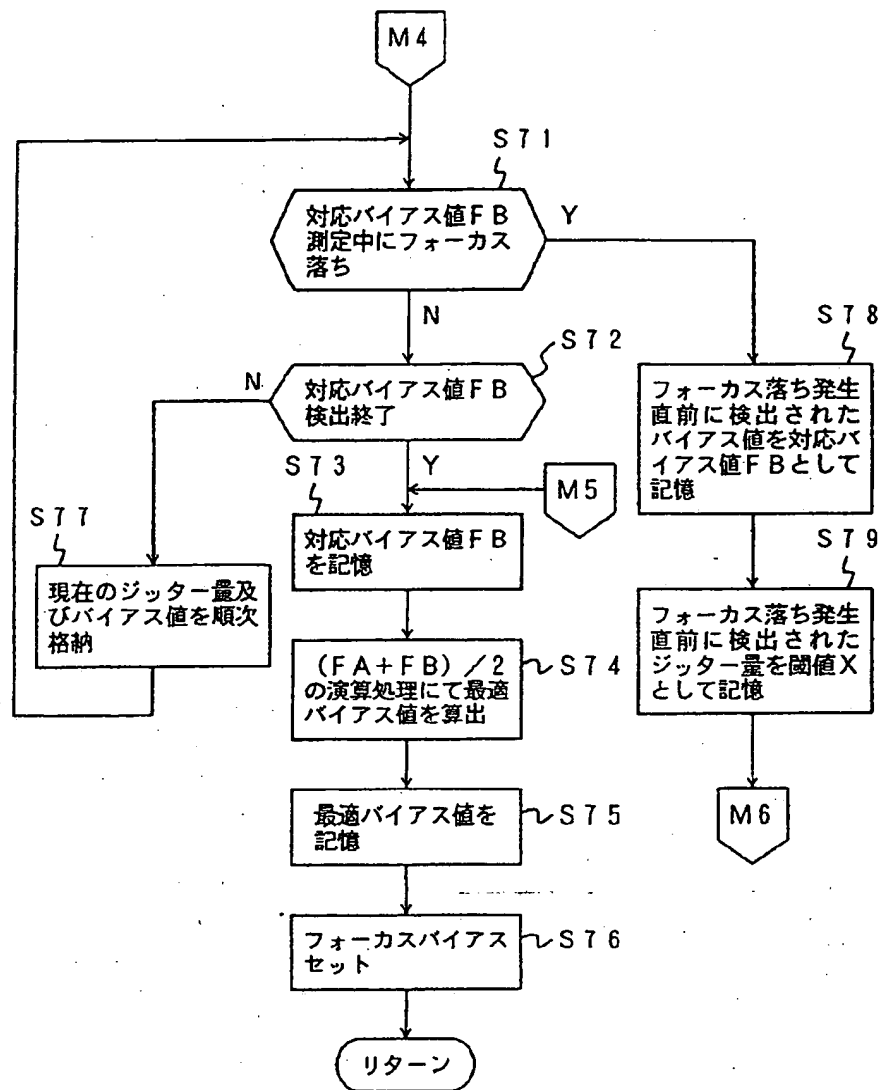 M4
S71
対応バイアス値FB
測定中にフォーカス
落ち
Y
N
S72
対応バイアス値FB
検出終了
N
Y
S73
M5
対応バイアス値FB
を記憶
S77
現在のジッター量及
びバイアス値を順次
格納
(FA+FB)/2
の演算処理にて最適
バイアス値を算出
S74
最適バイアス値を
記憶
S75
フォーカスバイアス
セット
S76
リターン
S78
フォーカス落ち発生
直前に検出された
バイアス値を対応バ
イアス値FBとして
記憶
S79
フォーカス落ち発生
直前に検出された
ジッター量を閾値X
として記憶
M6